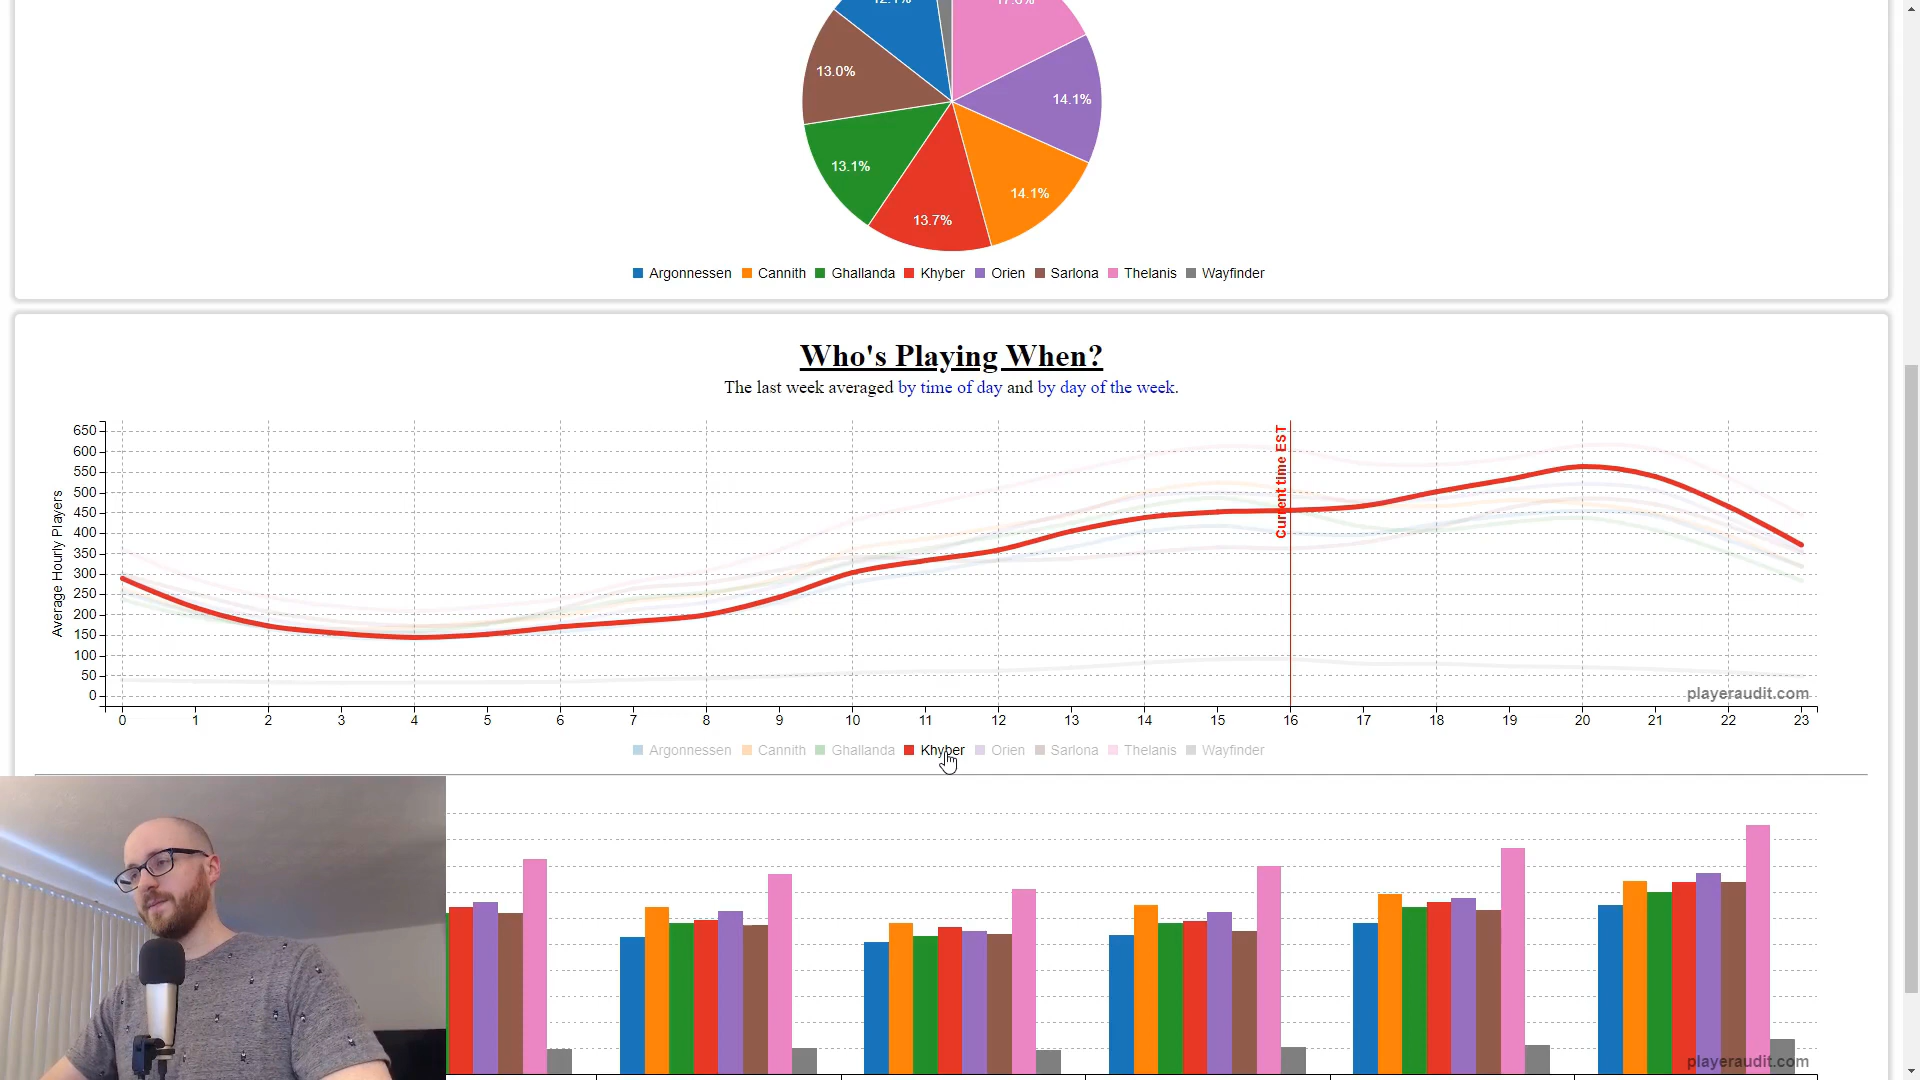 12.1%
17.6%
13.0%
14.1%
13.1%
14.1%
13.7%
Argonnessen Cannith Ghallanda Khyber Orien Sarlona Thelanis Wayfinder
Who's Playing When?
The last week averaged by time of day and by day of the week.
650
600
550
500
450
400
350
300
250
200
150
100
50
0
Average Hourly Players
Current time EST
playeraudit.com
0 1 2 3 4 5 6 7 8 9 10 11 12 13 14 15 16 17 18 19 20 21 22 23
Argonnessen Cannith Ghallanda Khyber Orien Sarlona Thelanis Wayfinder
playeraudit.com